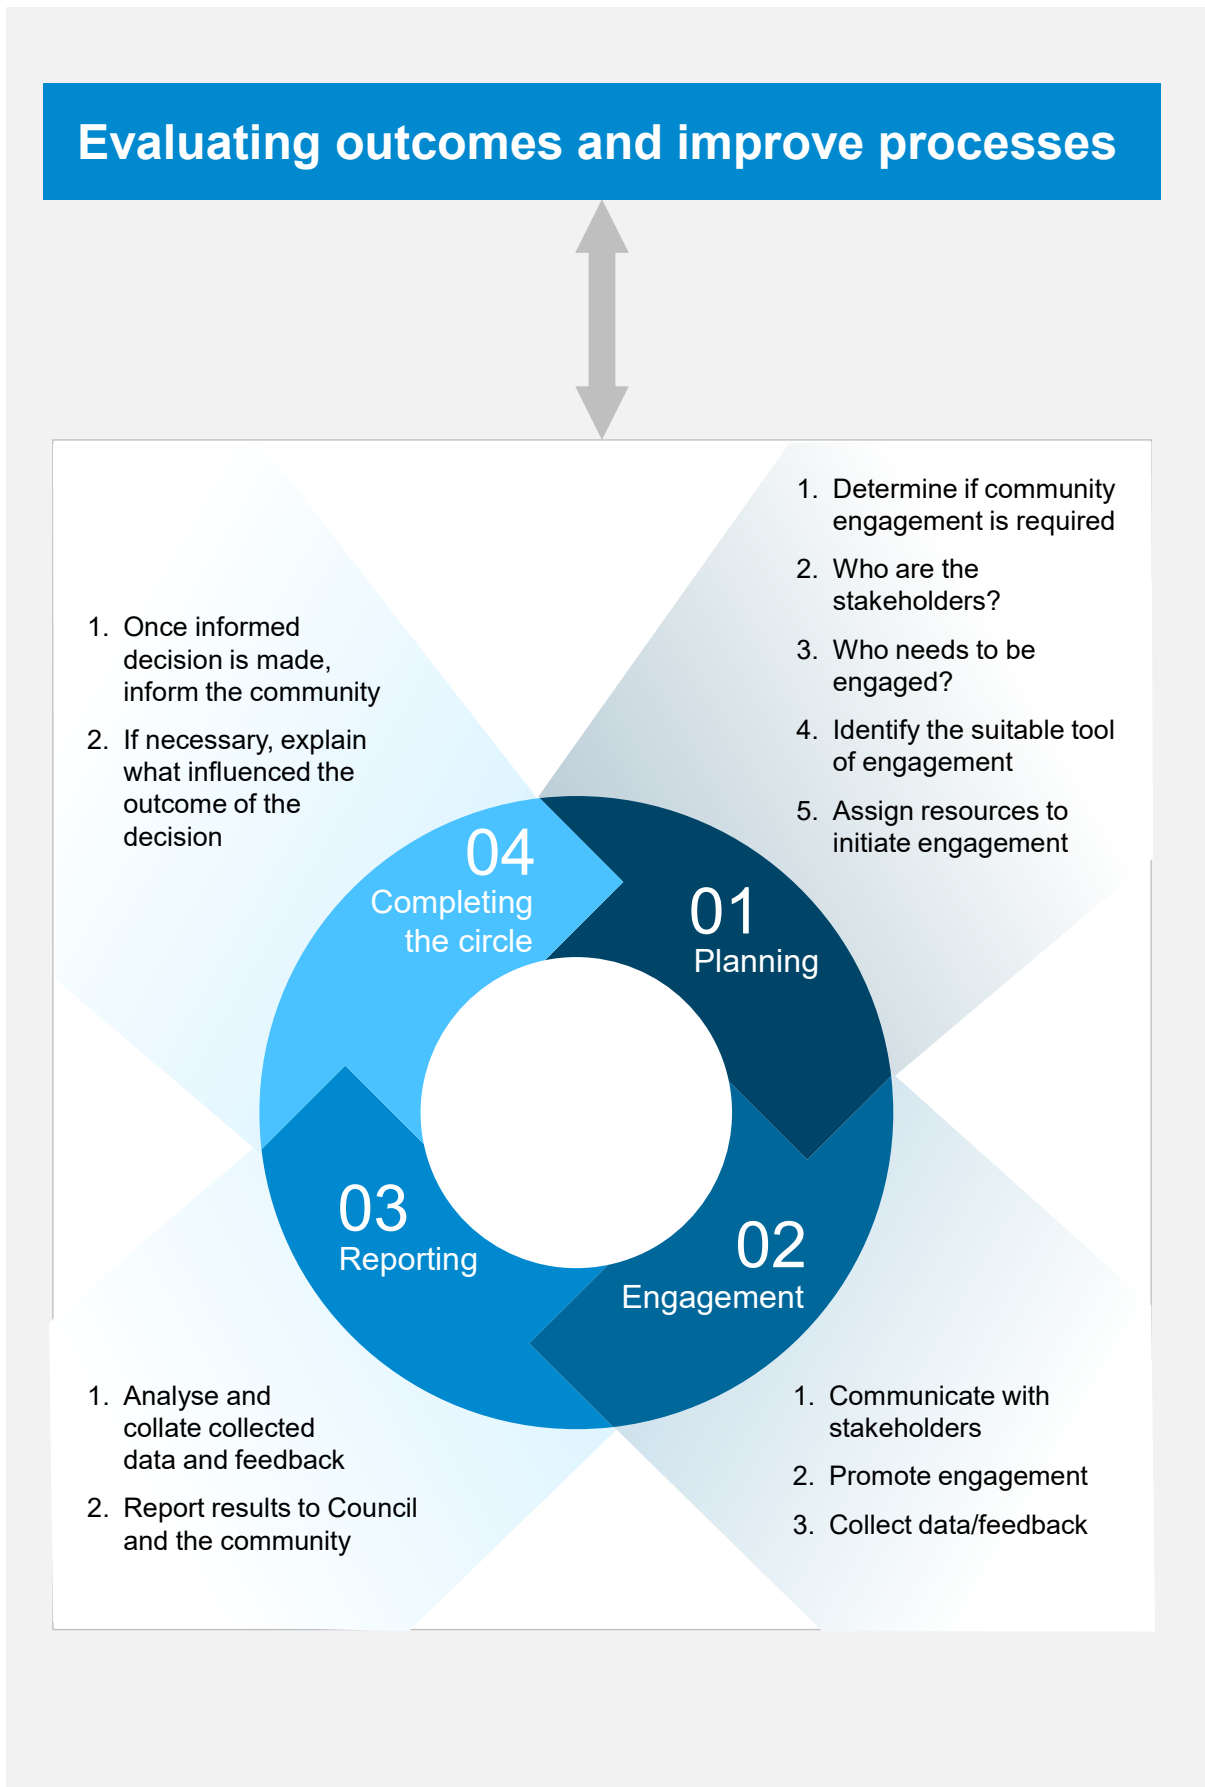 Evaluating outcomes and improve processes
1. Determine if community
engagement is required
2. Who are the
stakeholders?
3. Who needs to be
engaged?
4. Identify the suitable tool
of engagement
5. Assign resources to
initiate engagement
01
Planning
02
Engagement
1. Communicate with
stakeholders
2. Promote engagement
3. Collect data/feedback
03
Reporting
1. Analyse and
collate collected
data and feedback
2. Report results to Council
and the community
04
Completing
the circle
1. Once informed
decision is made,
inform the community
2. If necessary, explain
what influenced the
outcome of the
decision